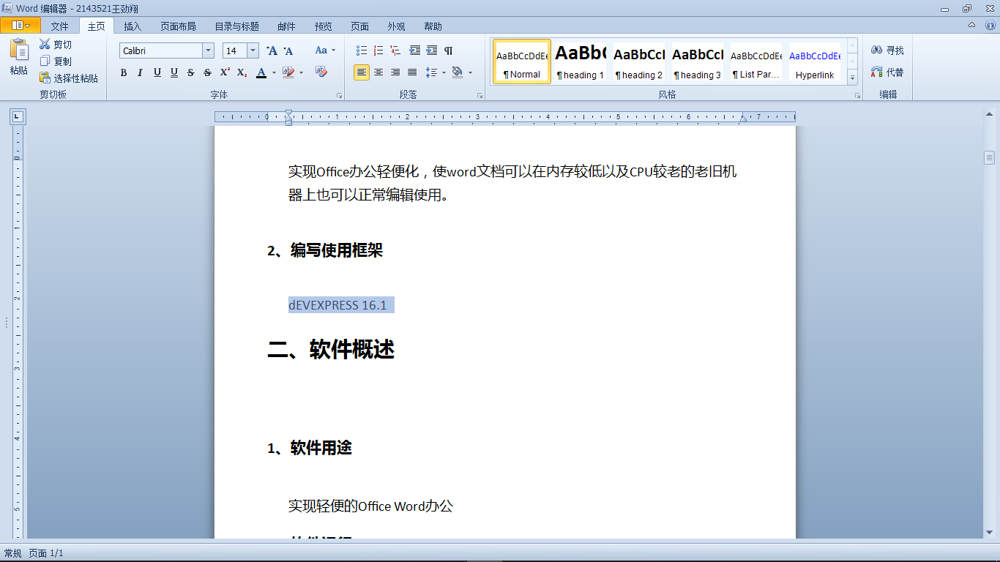 Word 编辑器 - 2143521王劲翔
文件 主页 插入 页面布局 目录与标题 邮件 预览 页面 外观 帮助
粘贴
剪切
复制
选择性粘贴
剪切板
Calibri 14
字体
段落
AaBbCcDdEe AaBbC AaBbCcI AaBbCcI AaBbCcDdEe AaBbCcDdEe
¶ Normal ¶ heading 1 ¶ heading 2 ¶ heading 3 ¶ List Par... Hyperlink
风格
寻找
代替
编辑
0 1 2 3 4 5 6 7
实现Office办公轻便化，使word文档可以在内存较低以及CPU较老的老旧机
器上也可以正常编辑使用。
2、编写使用框架
dEVEXPRESS 16.1
二、软件概述
1、软件用途
实现轻便的Office Word办公
常规 页面 1/1